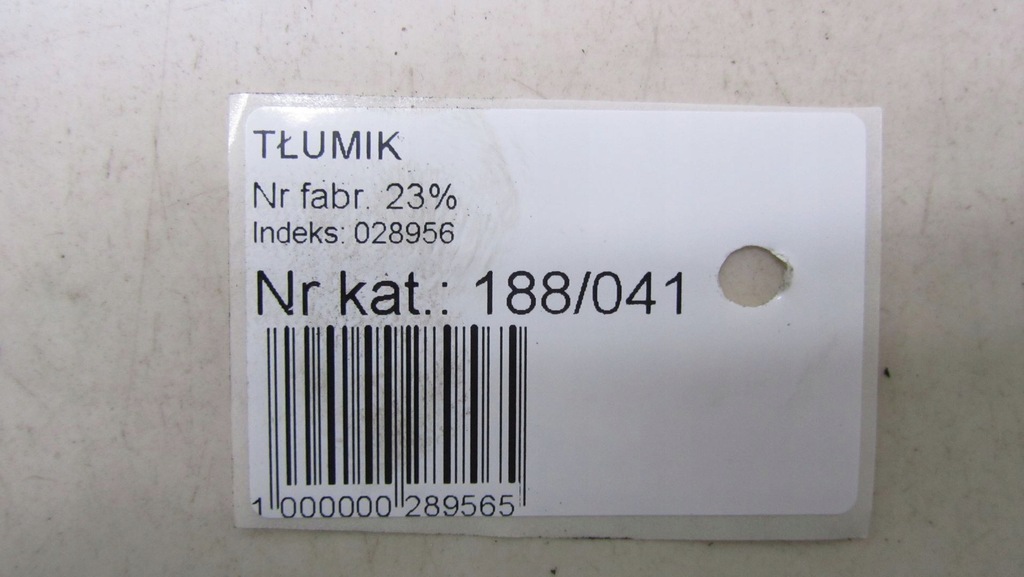 TŁUMIK
Nr fabr. 23%
Indeks: 028956
Nr kat.: 188/041
1 000000 289565